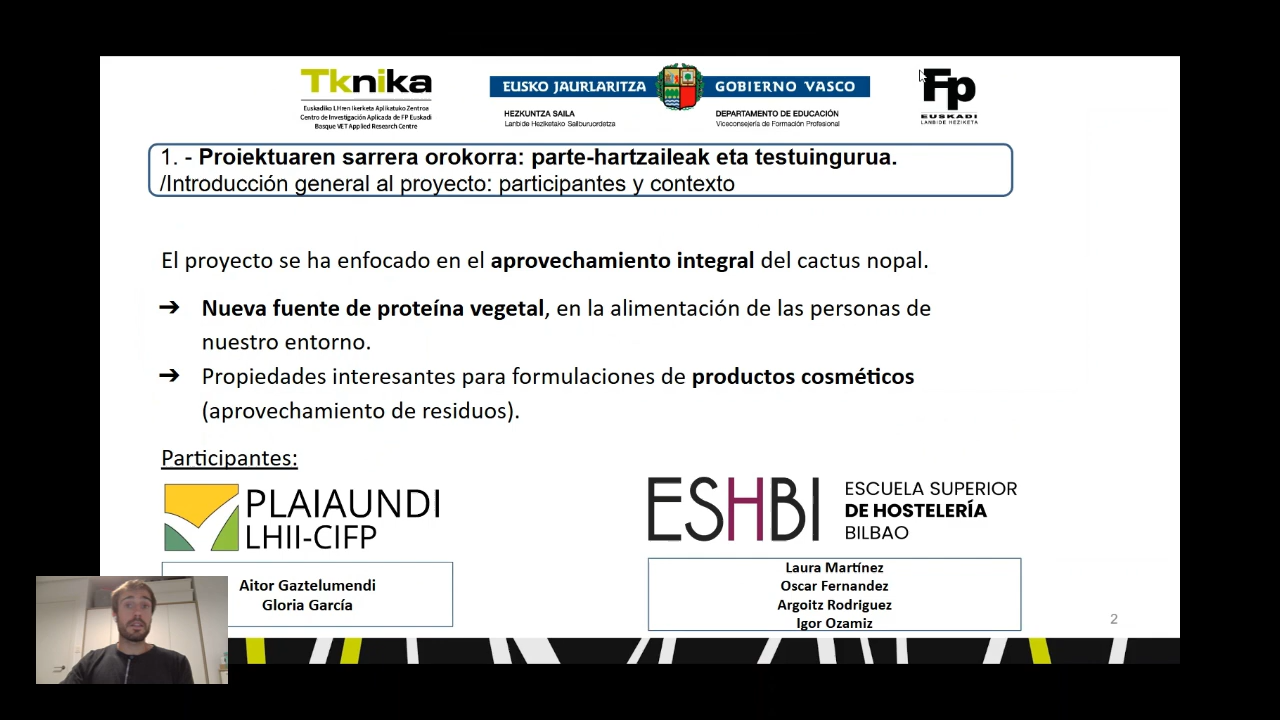 Tknika
Euskadiko LHren Ikerketa Aplikatuko Zentroa
Centro de Investigación Aplicada de FP Euskadi
Basque VET Applied Research Centre
EUSKO JAURLARITZA GOBIERNO VASCO
HEZKUNTZA SAILA
Lanbide Heziketako Sailburuordetza
DEPARTAMENTO DE EDUCACIÓN
Viceconsejería de Formación Profesional
Fp
EUSKADI
LANBIDE HEZIKETA
1. - Proiektuaren sarrera orokorra: parte-hartzaileak eta testuingurua.
/Introducción general al proyecto: participantes y contexto
El proyecto se ha enfocado en el aprovechamiento integral del cactus nopal.
➔ Nueva fuente de proteína vegetal, en la alimentación de las personas de
nuestro entorno.
➔ Propiedades interesantes para formulaciones de productos cosméticos
(aprovechamiento de residuos).
Participantes:
PLAIAUNDI
LHII-CIFP
Aitor Gaztelumendi
Gloria García
ESHBI
ESCUELA SUPERIOR
DE HOSTELERÍA
BILBAO
Laura Martínez
Oscar Fernandez
Argoitz Rodriguez
Igor Ozamiz
2